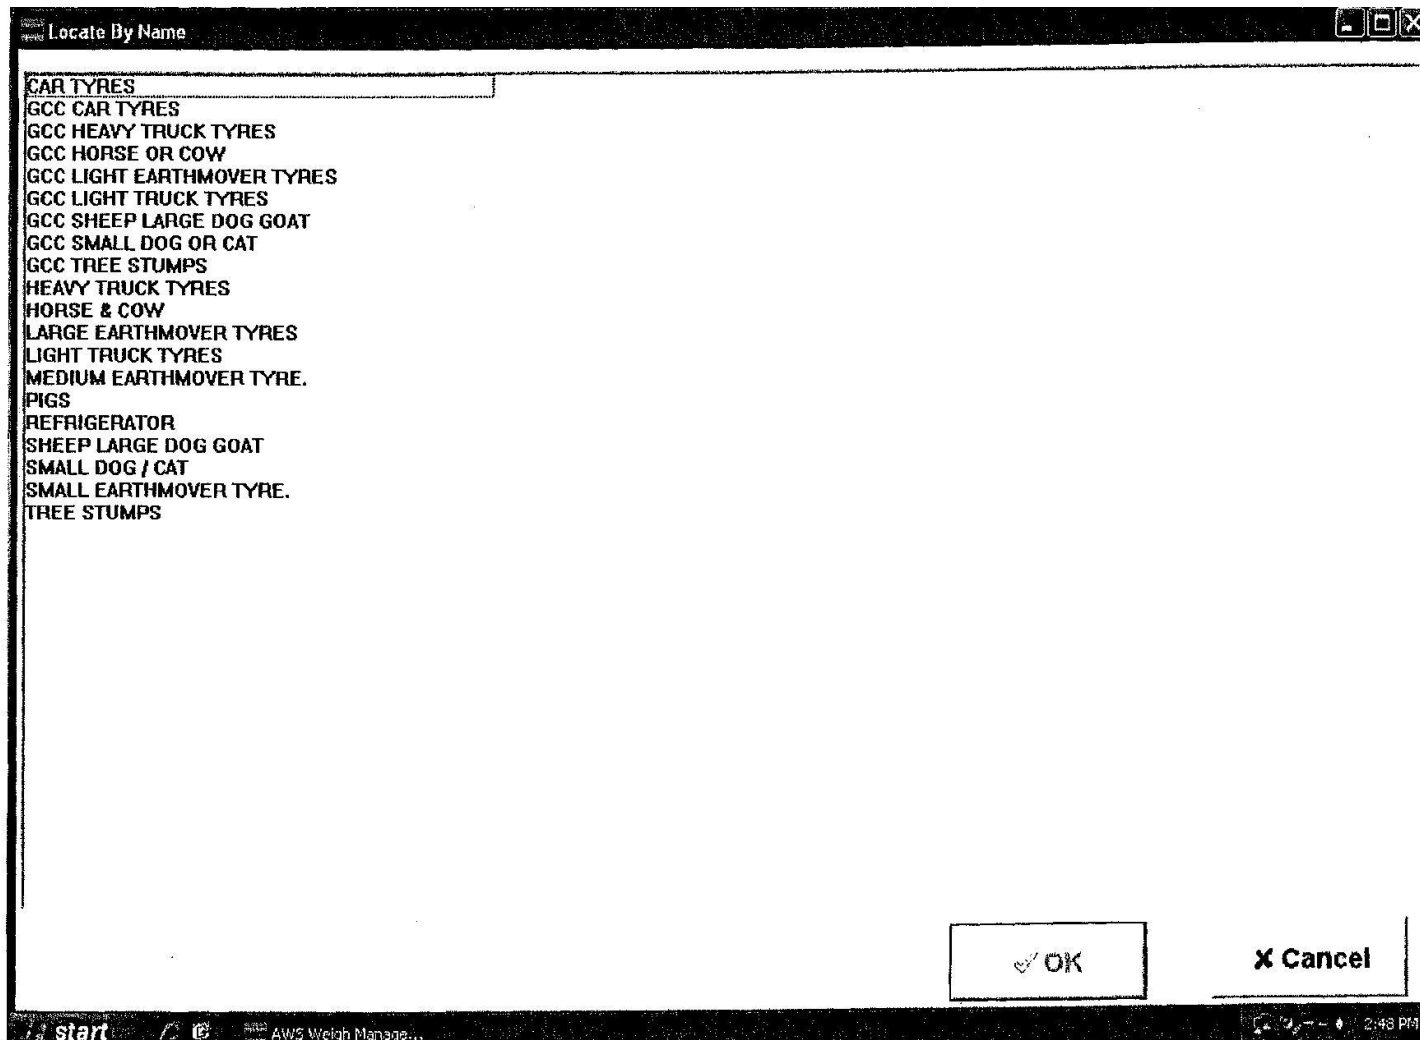 Locate By Name
CAR TYRES
GCC CAR TYRES
GCC HEAVY TRUCK TYRES
GCC HORSE OR COW
GCC LIGHT EARTHMOVER TYRES
GCC LIGHT TRUCK TYRES
GCC SHEEP LARGE DOG GOAT
GCC SMALL DOG OR CAT
GCC TREE STUMPS
HEAVY TRUCK TYRES
HORSE & COW
LARGE EARTHMOVER TYRES
LIGHT TRUCK TYRES
MEDIUM EARTHMOVER TYRE.
PIGS
REFRIGERATOR
SHEEP LARGE DOG GOAT
SMALL DOG / CAT
SMALL EARTHMOVER TYRE.
TREE STUMPS
OK
Cancel
start
AWS Weigh Manage...
2:48 PM